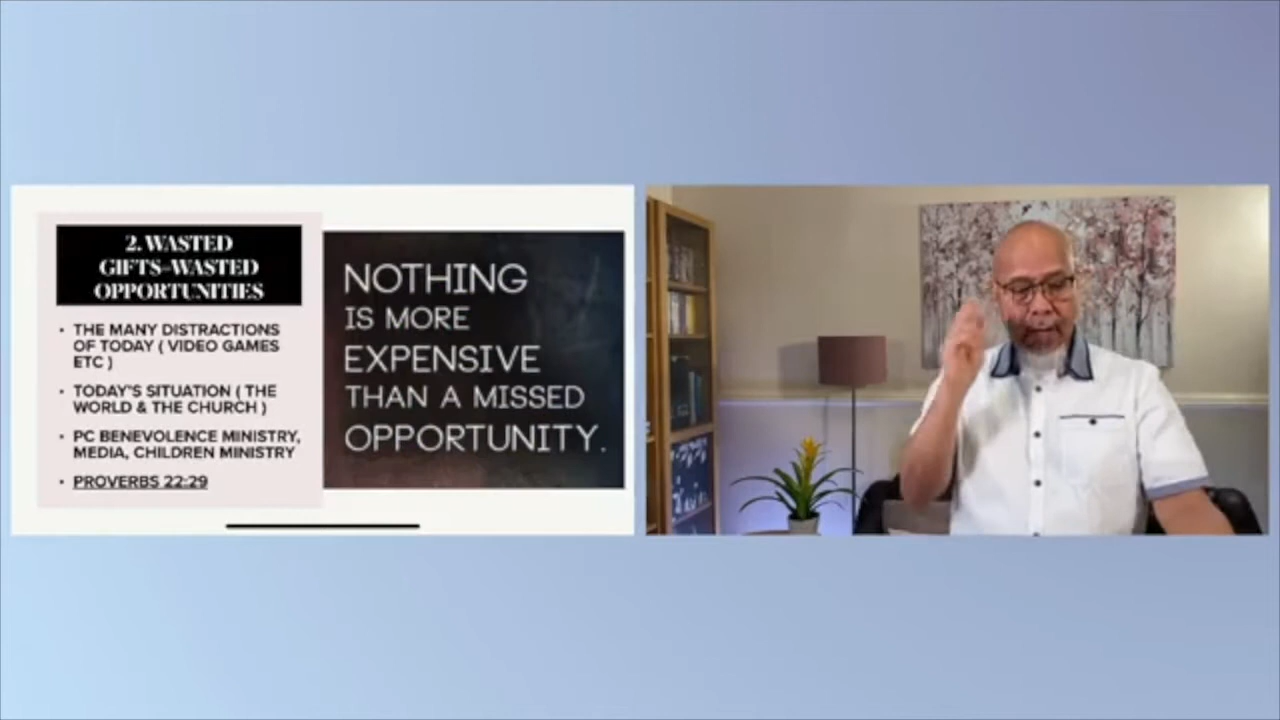 2. WASTED
GIFTS=WASTED
OPPORTUNITIES
• THE MANY DISTRACTIONS
OF TODAY ( VIDEO GAMES
ETC )
• TODAY'S SITUATION ( THE
WORLD & THE CHURCH )
• PC BENEVOLENCE MINISTRY,
MEDIA, CHILDREN MINISTRY
• PROVERBS 22:29
NOTHING
IS MORE
EXPENSIVE
THAN A MISSED
OPPORTUNITY.